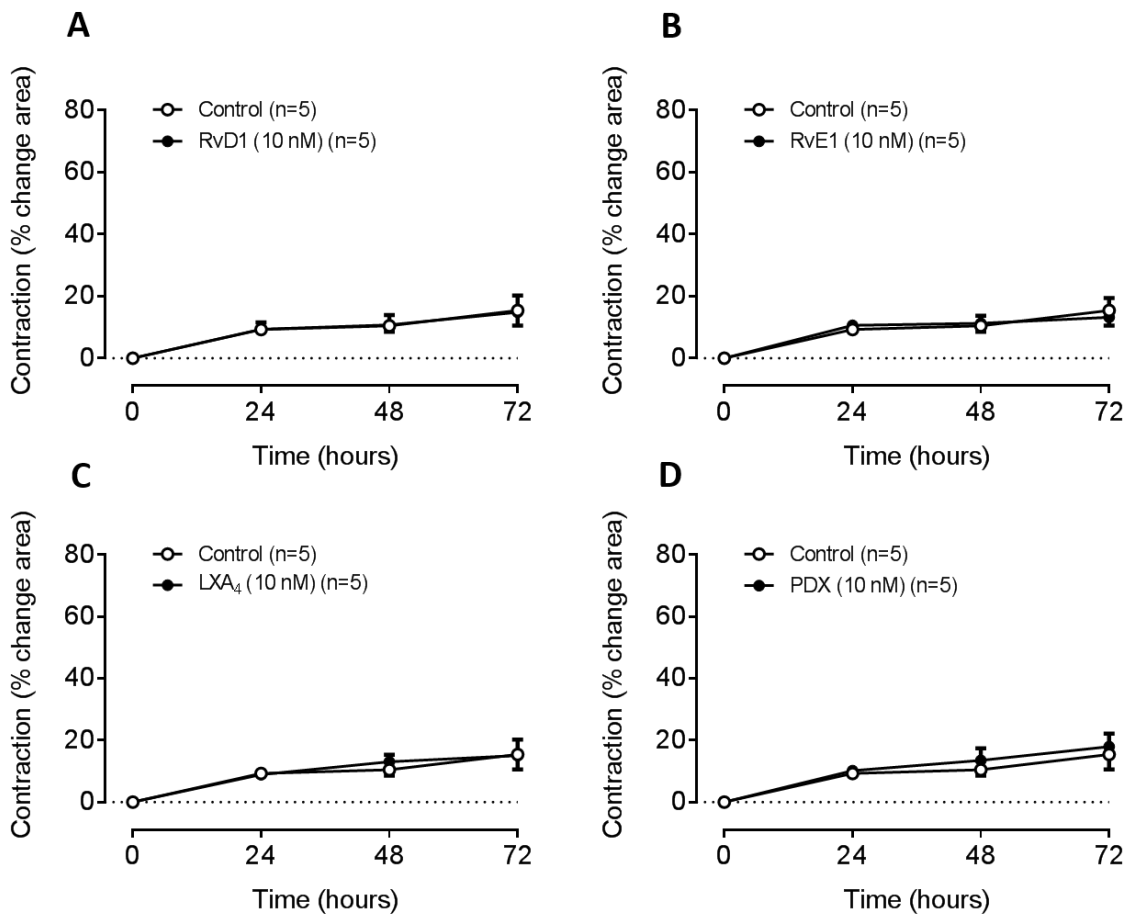 A
Contraction (% change area)
80
60
40
20
0
Control (n=5)
RvD1 (10 nM) (n=5)
0 24 48 72
Time (hours)
B
Contraction (% change area)
80
60
40
20
0
Control (n=5)
RvE1 (10 nM) (n=5)
0 24 48 72
Time (hours)
C
Contraction (% change area)
80
60
40
20
0
Control (n=5)
LXA₄ (10 nM) (n=5)
0 24 48 72
Time (hours)
D
Contraction (% change area)
80
60
40
20
0
Control (n=5)
PDX (10 nM) (n=5)
0 24 48 72
Time (hours)